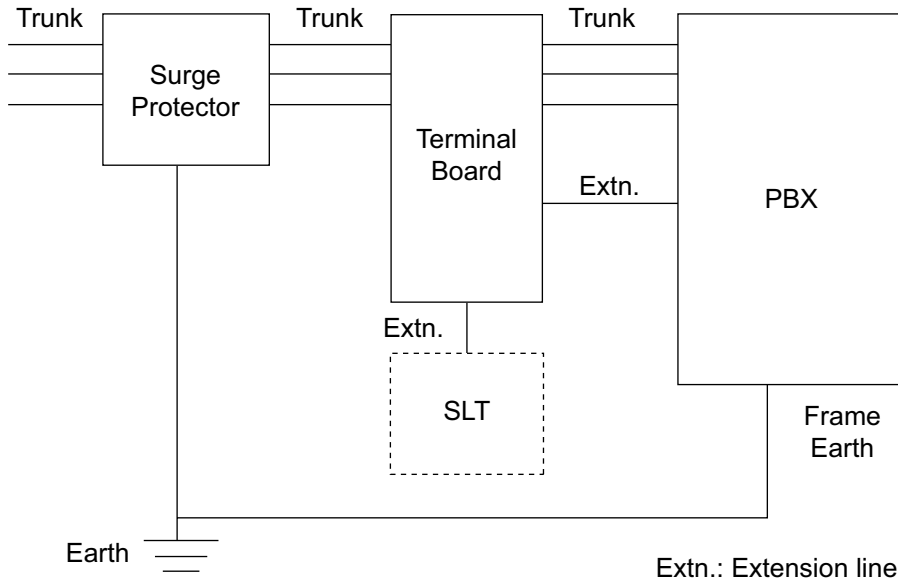 Trunk
Trunk
Trunk
Surge
Protector
Terminal
Board
Extn.
PBX
Extn.
SLT
Frame
Earth
Earth
Extn.: Extension line